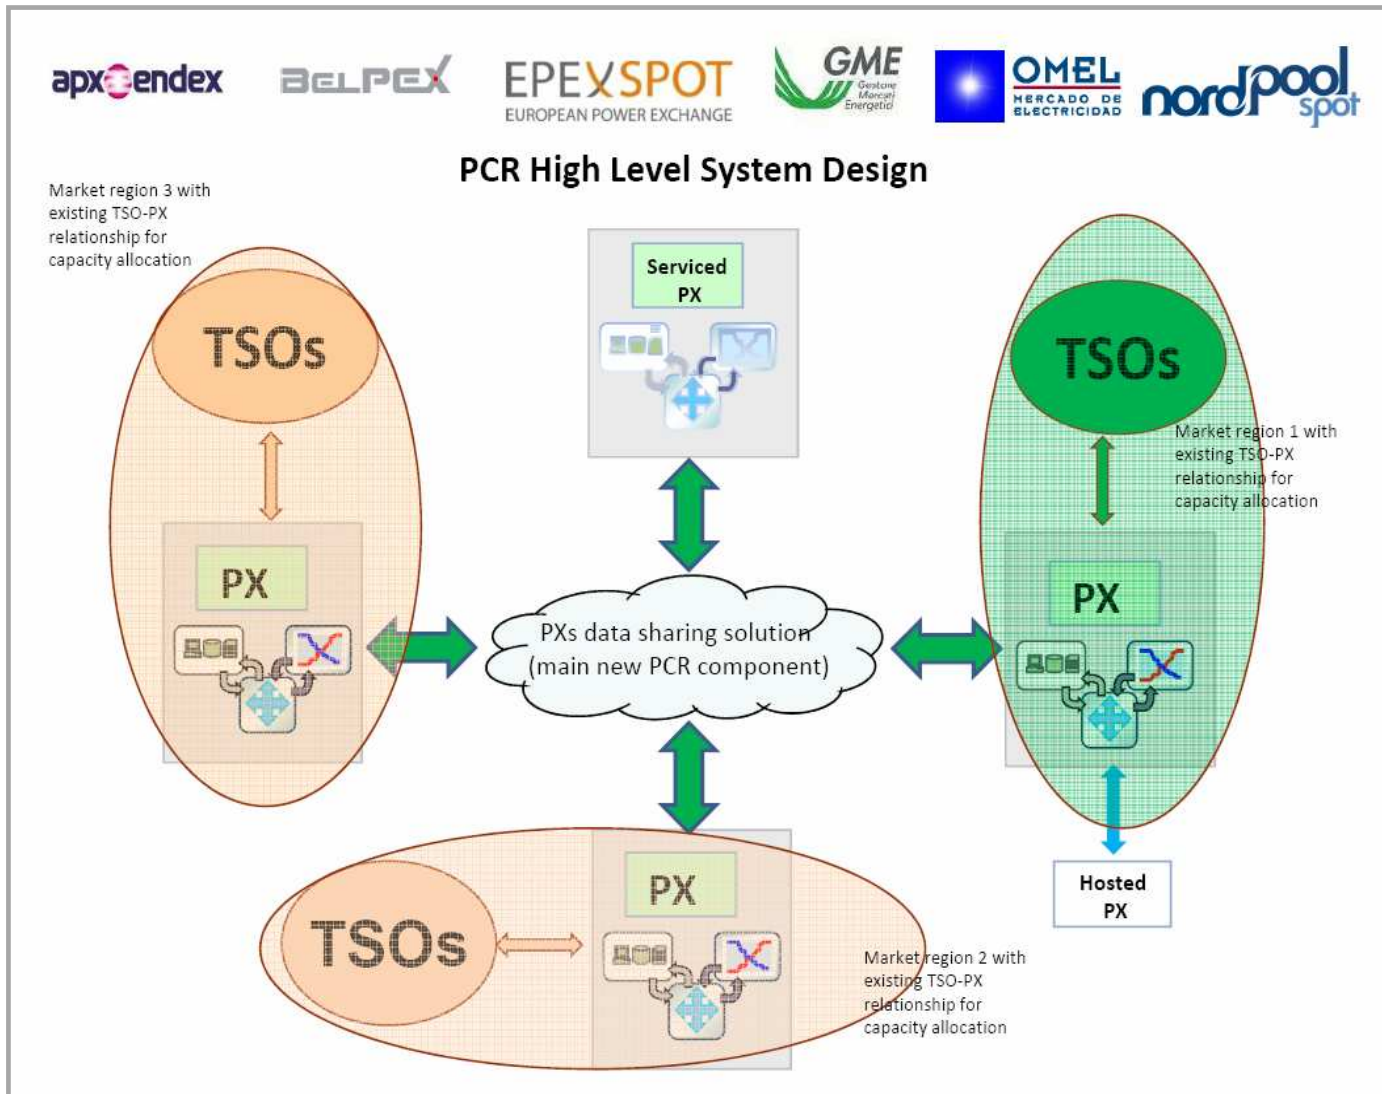 apx endex
BELPEX
EPEXSPOT
EUROPEAN POWER EXCHANGE
GME
Gestore
Mercati
Energetici
OMEL
MERCADO DE
ELECTRICIDAD
nordpool
spot
PCR High Level System Design
Market region 3 with
existing TSO-PX
relationship for
capacity allocation
Serviced
PX
TSOs
TSOs
Market region 1 with
existing TSO-PX
relationship for
capacity allocation
PX
PX
PXs data sharing solution
(main new PCR component)
PX
Hosted
PX
TSOs
Market region 2 with
existing TSO-PX
relationship for
capacity allocation